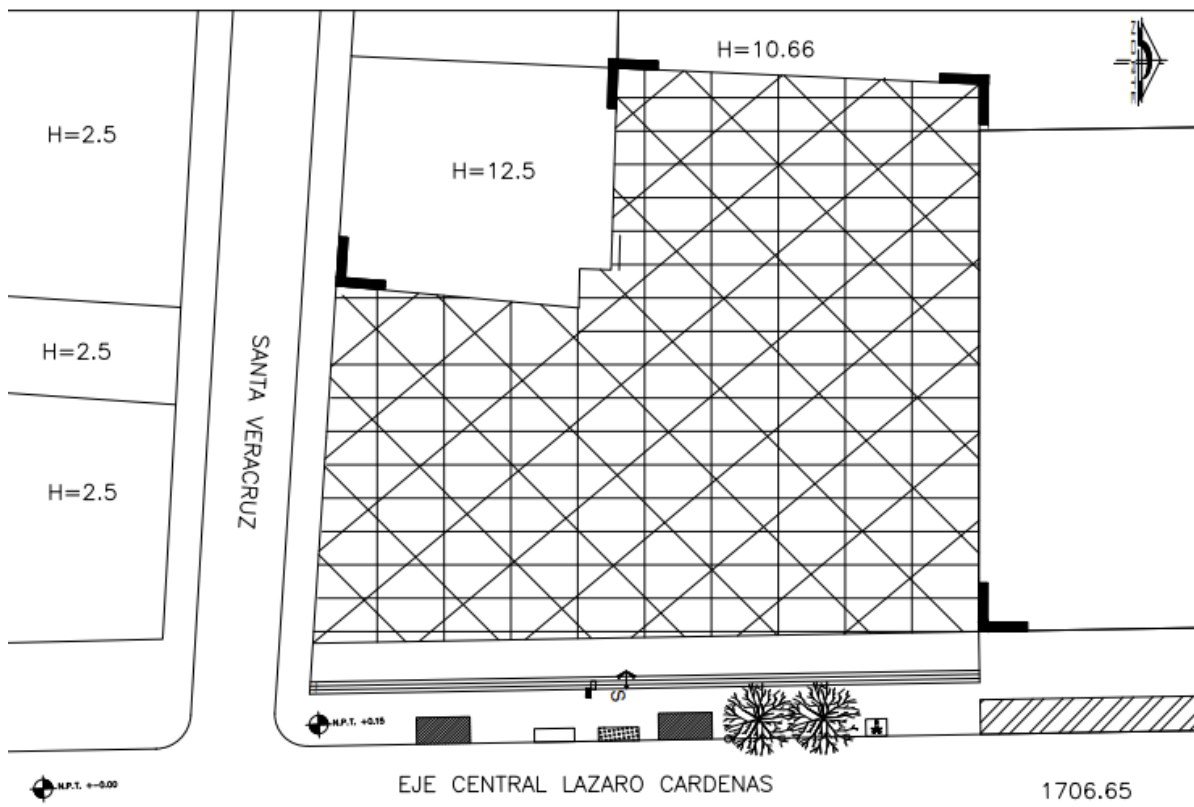 H=10.66
NORTE
H=2.5
H=12.5
H=2.5
SANTA VERACRUZ
H=2.5
S
N.P.T. +0.15
EJE CENTRAL LAZARO CARDENAS
N.P.T. +-0.00
1706.65